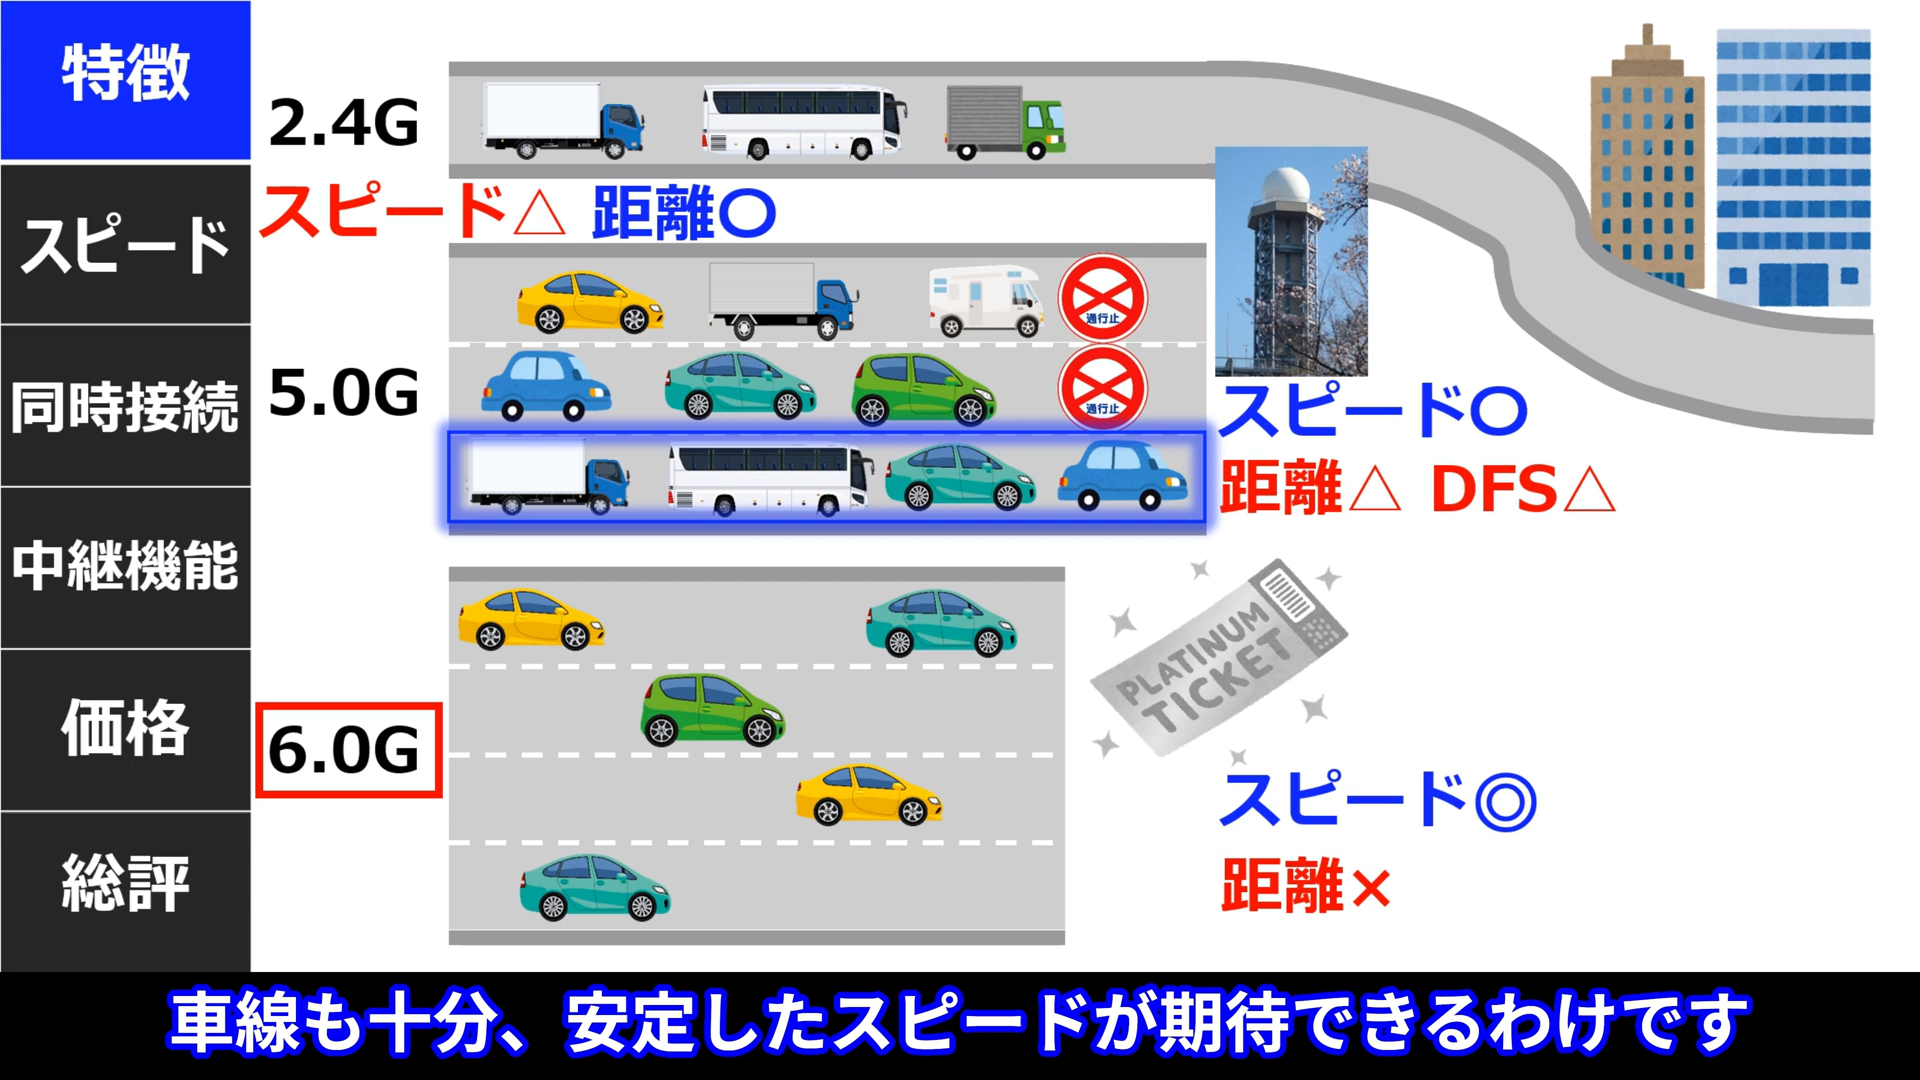 特徴
スピード
同時接続
中継機能
価格
総評
2.4G
スピード△ 距離〇
5.0G
通行止
通行止
スピード〇
距離△ DFS△
6.0G
PLATINUM
TICKET
スピード◎
距離×
車線も十分、安定したスピードが期待できるわけです